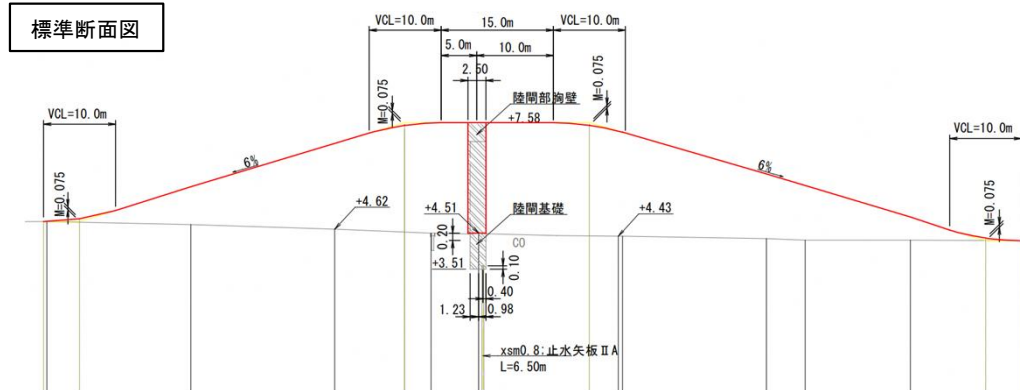 標準断面図
VCL=10.0m
15.0m
VCL=10.0m
5.0m
10.0m
2.50
M=0.075
M=0.075
陸閘部胸壁
+7.58
VCL=10.0m
VCL=10.0m
6%
6%
M=0.075
M=0.075
+4.62
+4.51
陸閘基礎
+4.43
0.20
CO
+3.51
0.10
0.40
1.23
0.98
xsm0.8:止水矢板ⅡA
L=6.50m